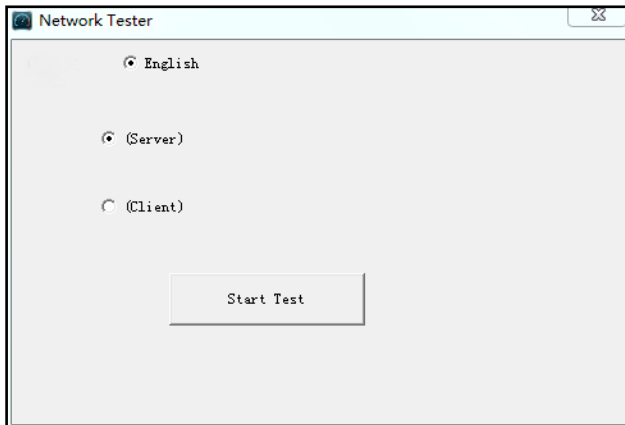 Network Tester
English
(Server)
(Client)
Start Test